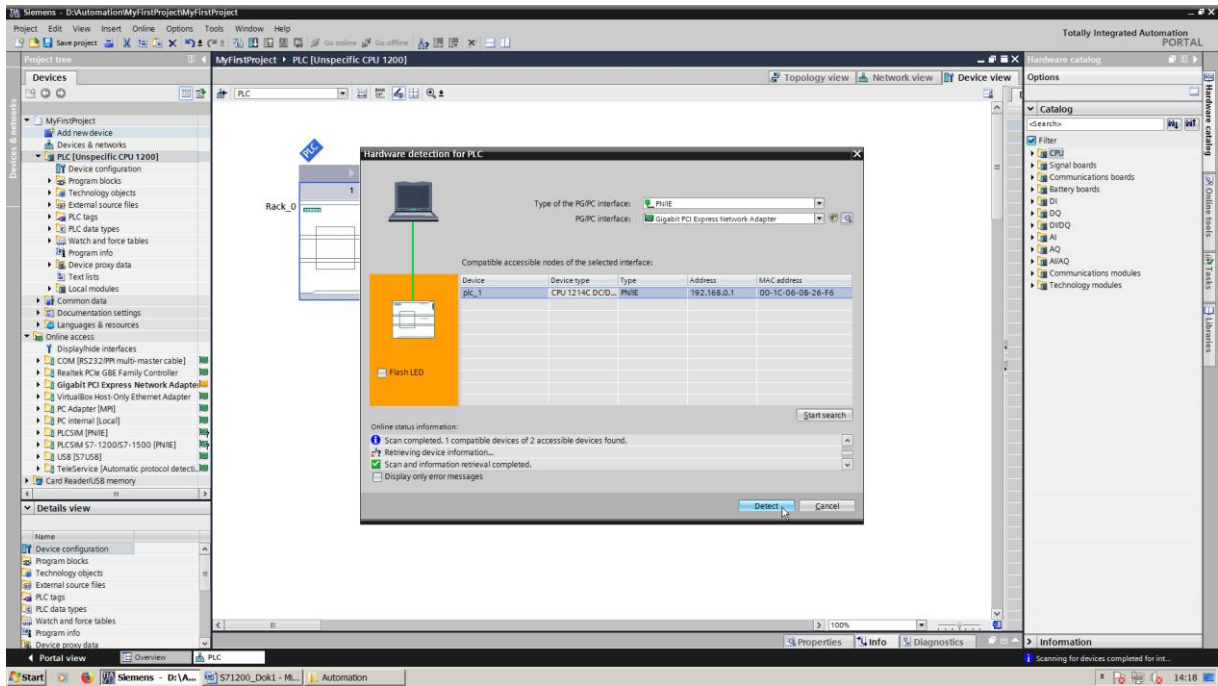 Siemens - D:\Automation\MyFirstProject\MyFirstProject
Project Edit View Insert Online Options Tools Window Help
Save project Go online Go offline
Totally Integrated Automation
PORTAL
Project tree
MyFirstProject PLC [Unspecific CPU 1200]
Hardware catalog
Devices
Topology view Network view Device view
Options
PLC
Catalog
<Search>
Filter
CPU
Signal boards
Communications boards
Battery boards
DI
DQ
DI/DQ
AI
AQ
AI/AQ
Communications modules
Technology modules
Devices & networks
MyFirstProject
Add new device
Devices & networks
PLC [Unspecific CPU 1200]
Device configuration
Program blocks
Technology objects
External source files
PLC tags
PLC data types
Watch and force tables
Program info
Device proxy data
Text lists
Local modules
Common data
Documentation settings
Languages & resources
Online access
Display/hide interfaces
COM [RS232/PPI multi-master cable]
Realtek PCIe GBE Family Controller
Gigabit PCI Express Network Adapter
VirtualBox Host-Only Ethernet Adapter
PC Adapter [MPI]
PC internal [Local]
PLCSIM [PN/IE]
PLCSIM S7-1200/S7-1500 [PN/IE]
USB [S7USB]
TeleService [Automatic protocol detecti..
Card Reader/USB memory
PLC
1
Rack_0
SIEMENS
Hardware detection for PLC
Type of the PG/PC interface: PN/IE
PG/PC interface: Gigabit PCI Express Network Adapter
Compatible accessible nodes of the selected interface:
Device Device type Type Address MAC address
plc_1 CPU 1214C DC/D... PN/IE 192.168.0.1 00-1C-06-0B-26-F6
Flash LED
Start search
Online status information:
Scan completed. 1 compatible devices of 2 accessible devices found.
Retrieving device information...
Scan and information retrieval completed.
Display only error messages
Detect Cancel
Hardware catalog
Online tools
Tasks
Libraries
Details view
Name
Device configuration
Program blocks
Technology objects
External source files
PLC tags
PLC data types
Watch and force tables
Program info
Device proxy data
100%
Properties Info Diagnostics
Information
Portal view Overview PLC
Scanning for devices completed for int...
Start Siemens - D:\A... S71200_Dok1 - Mi... Automation 14:18